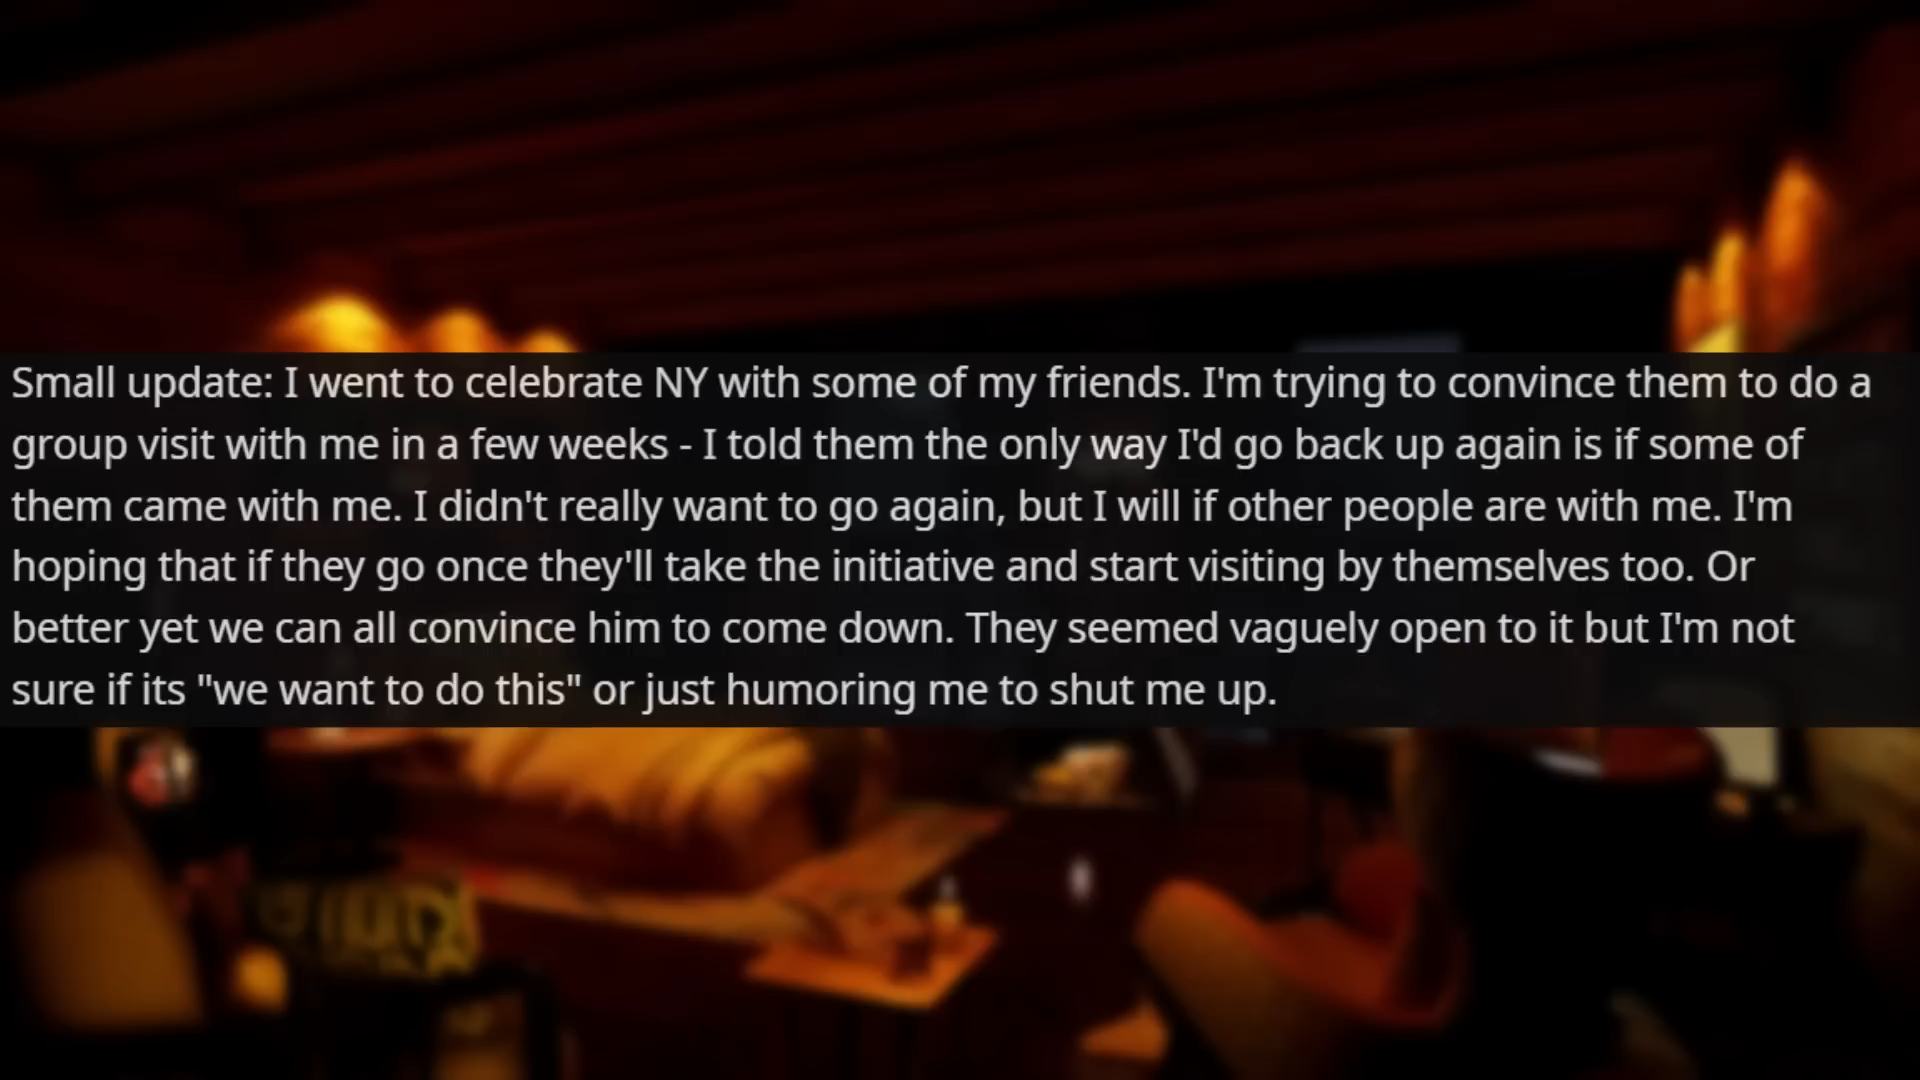 Small update: I went to celebrate NY with some of my friends. I'm trying to convince them to do a
group visit with me in a few weeks - I told them the only way I'd go back up again is if some of
them came with me. I didn't really want to go again, but I will if other people are with me. I'm
hoping that if they go once they'll take the initiative and start visiting by themselves too. Or
better yet we can all convince him to come down. They seemed vaguely open to it but I'm not
sure if its "we want to do this" or just humoring me to shut me up.